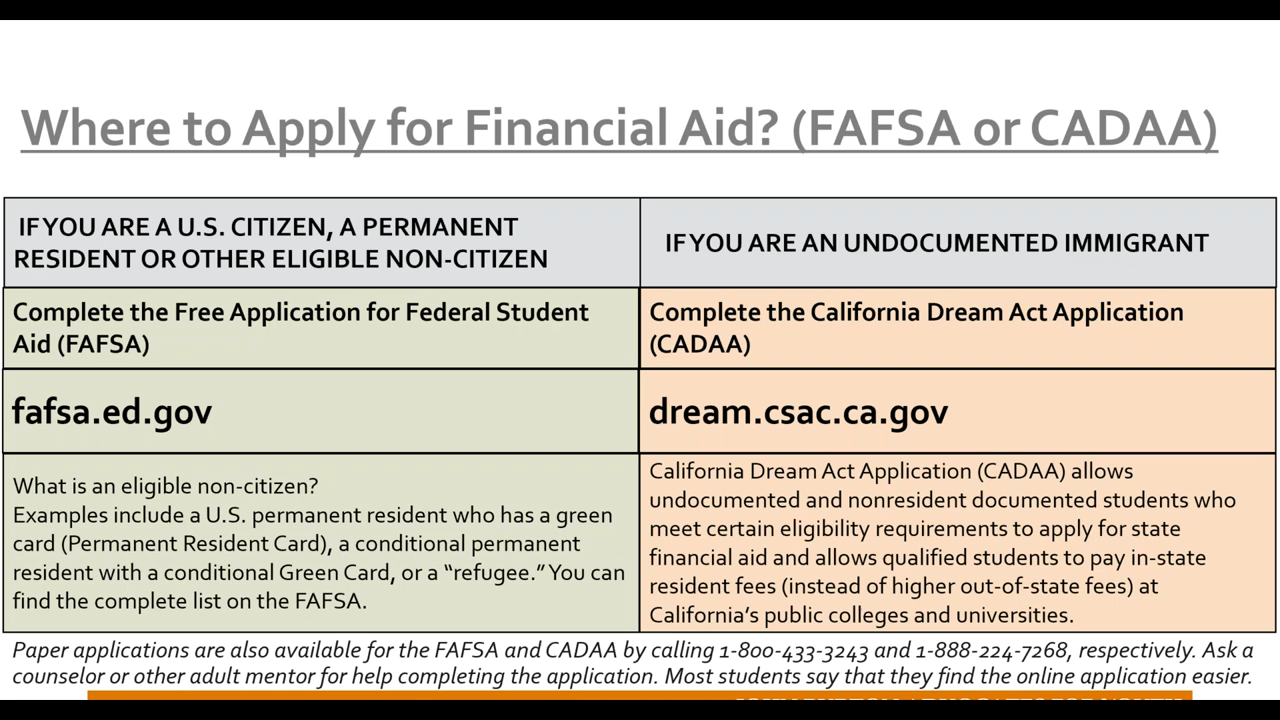 Where to Apply for Financial Aid? (FAFSA or CADAA)
IF YOU ARE A U.S. CITIZEN, A PERMANENT
RESIDENT OR OTHER ELIGIBLE NON-CITIZEN
IF YOU ARE AN UNDOCUMENTED IMMIGRANT
Complete the Free Application for Federal Student
Aid (FAFSA)
Complete the California Dream Act Application
(CADAA)
fafsa.ed.gov
dream.csac.ca.gov
What is an eligible non-citizen?
Examples include a U.S. permanent resident who has a green
card (Permanent Resident Card), a conditional permanent
resident with a conditional Green Card, or a “refugee.” You can
find the complete list on the FAFSA.
California Dream Act Application (CADAA) allows
undocumented and nonresident documented students who
meet certain eligibility requirements to apply for state
financial aid and allows qualified students to pay in-state
resident fees (instead of higher out-of-state fees) at
California’s public colleges and universities.
Paper applications are also available for the FAFSA and CADAA by calling 1-800-433-3243 and 1-888-224-7268, respectively. Ask a
counselor or other adult mentor for help completing the application. Most students say that they find the online application easier.